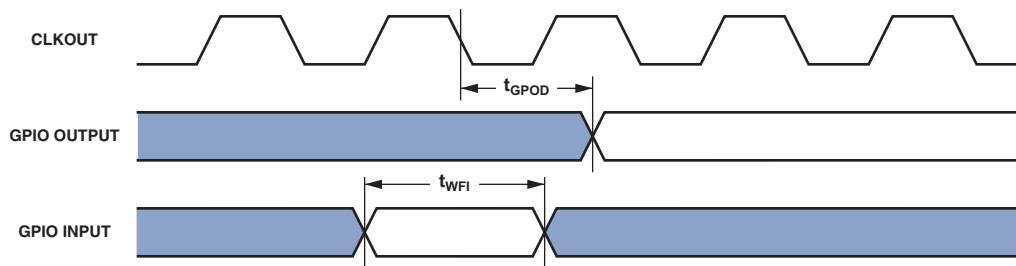 CLKOUT
tGPOD
GPIO OUTPUT
tWFI
GPIO INPUT